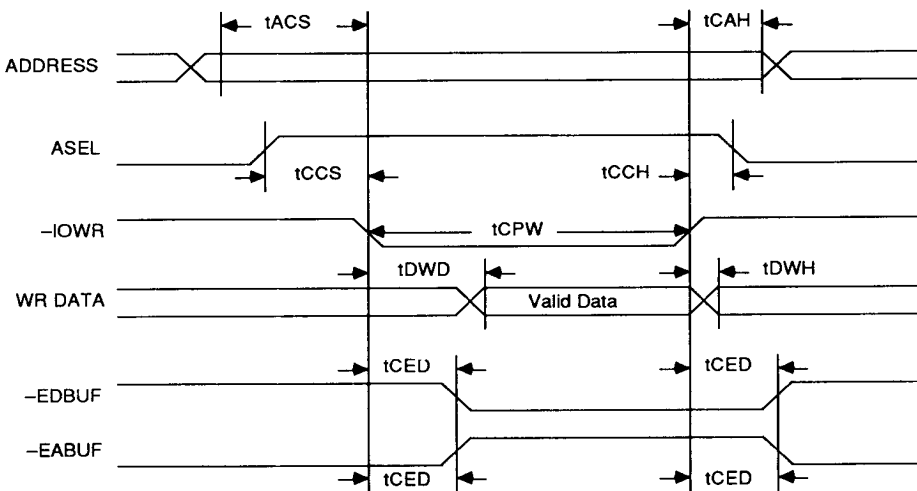 tACS tCAH
ADDRESS
ASEL
tCCS tCCH
–IOWR tCPW
tDWD tDWH
WR DATA Valid Data
tCED tCED
–EDBUF
–EABUF
tCED tCED